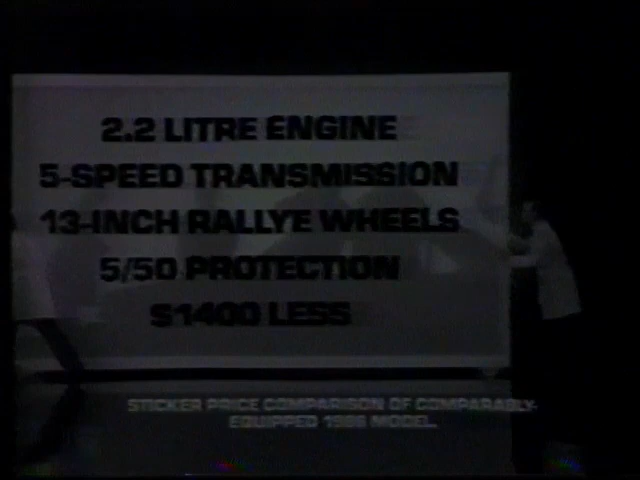 2.2 LITRE ENGINE
5-SPEED TRANSMISSION
13-INCH RALLYE WHEELS
5/50 PROTECTION
$1400 LESS
STICKER PRICE COMPARISON OF COMPARABLY-
EQUIPPED 1986 MODEL.